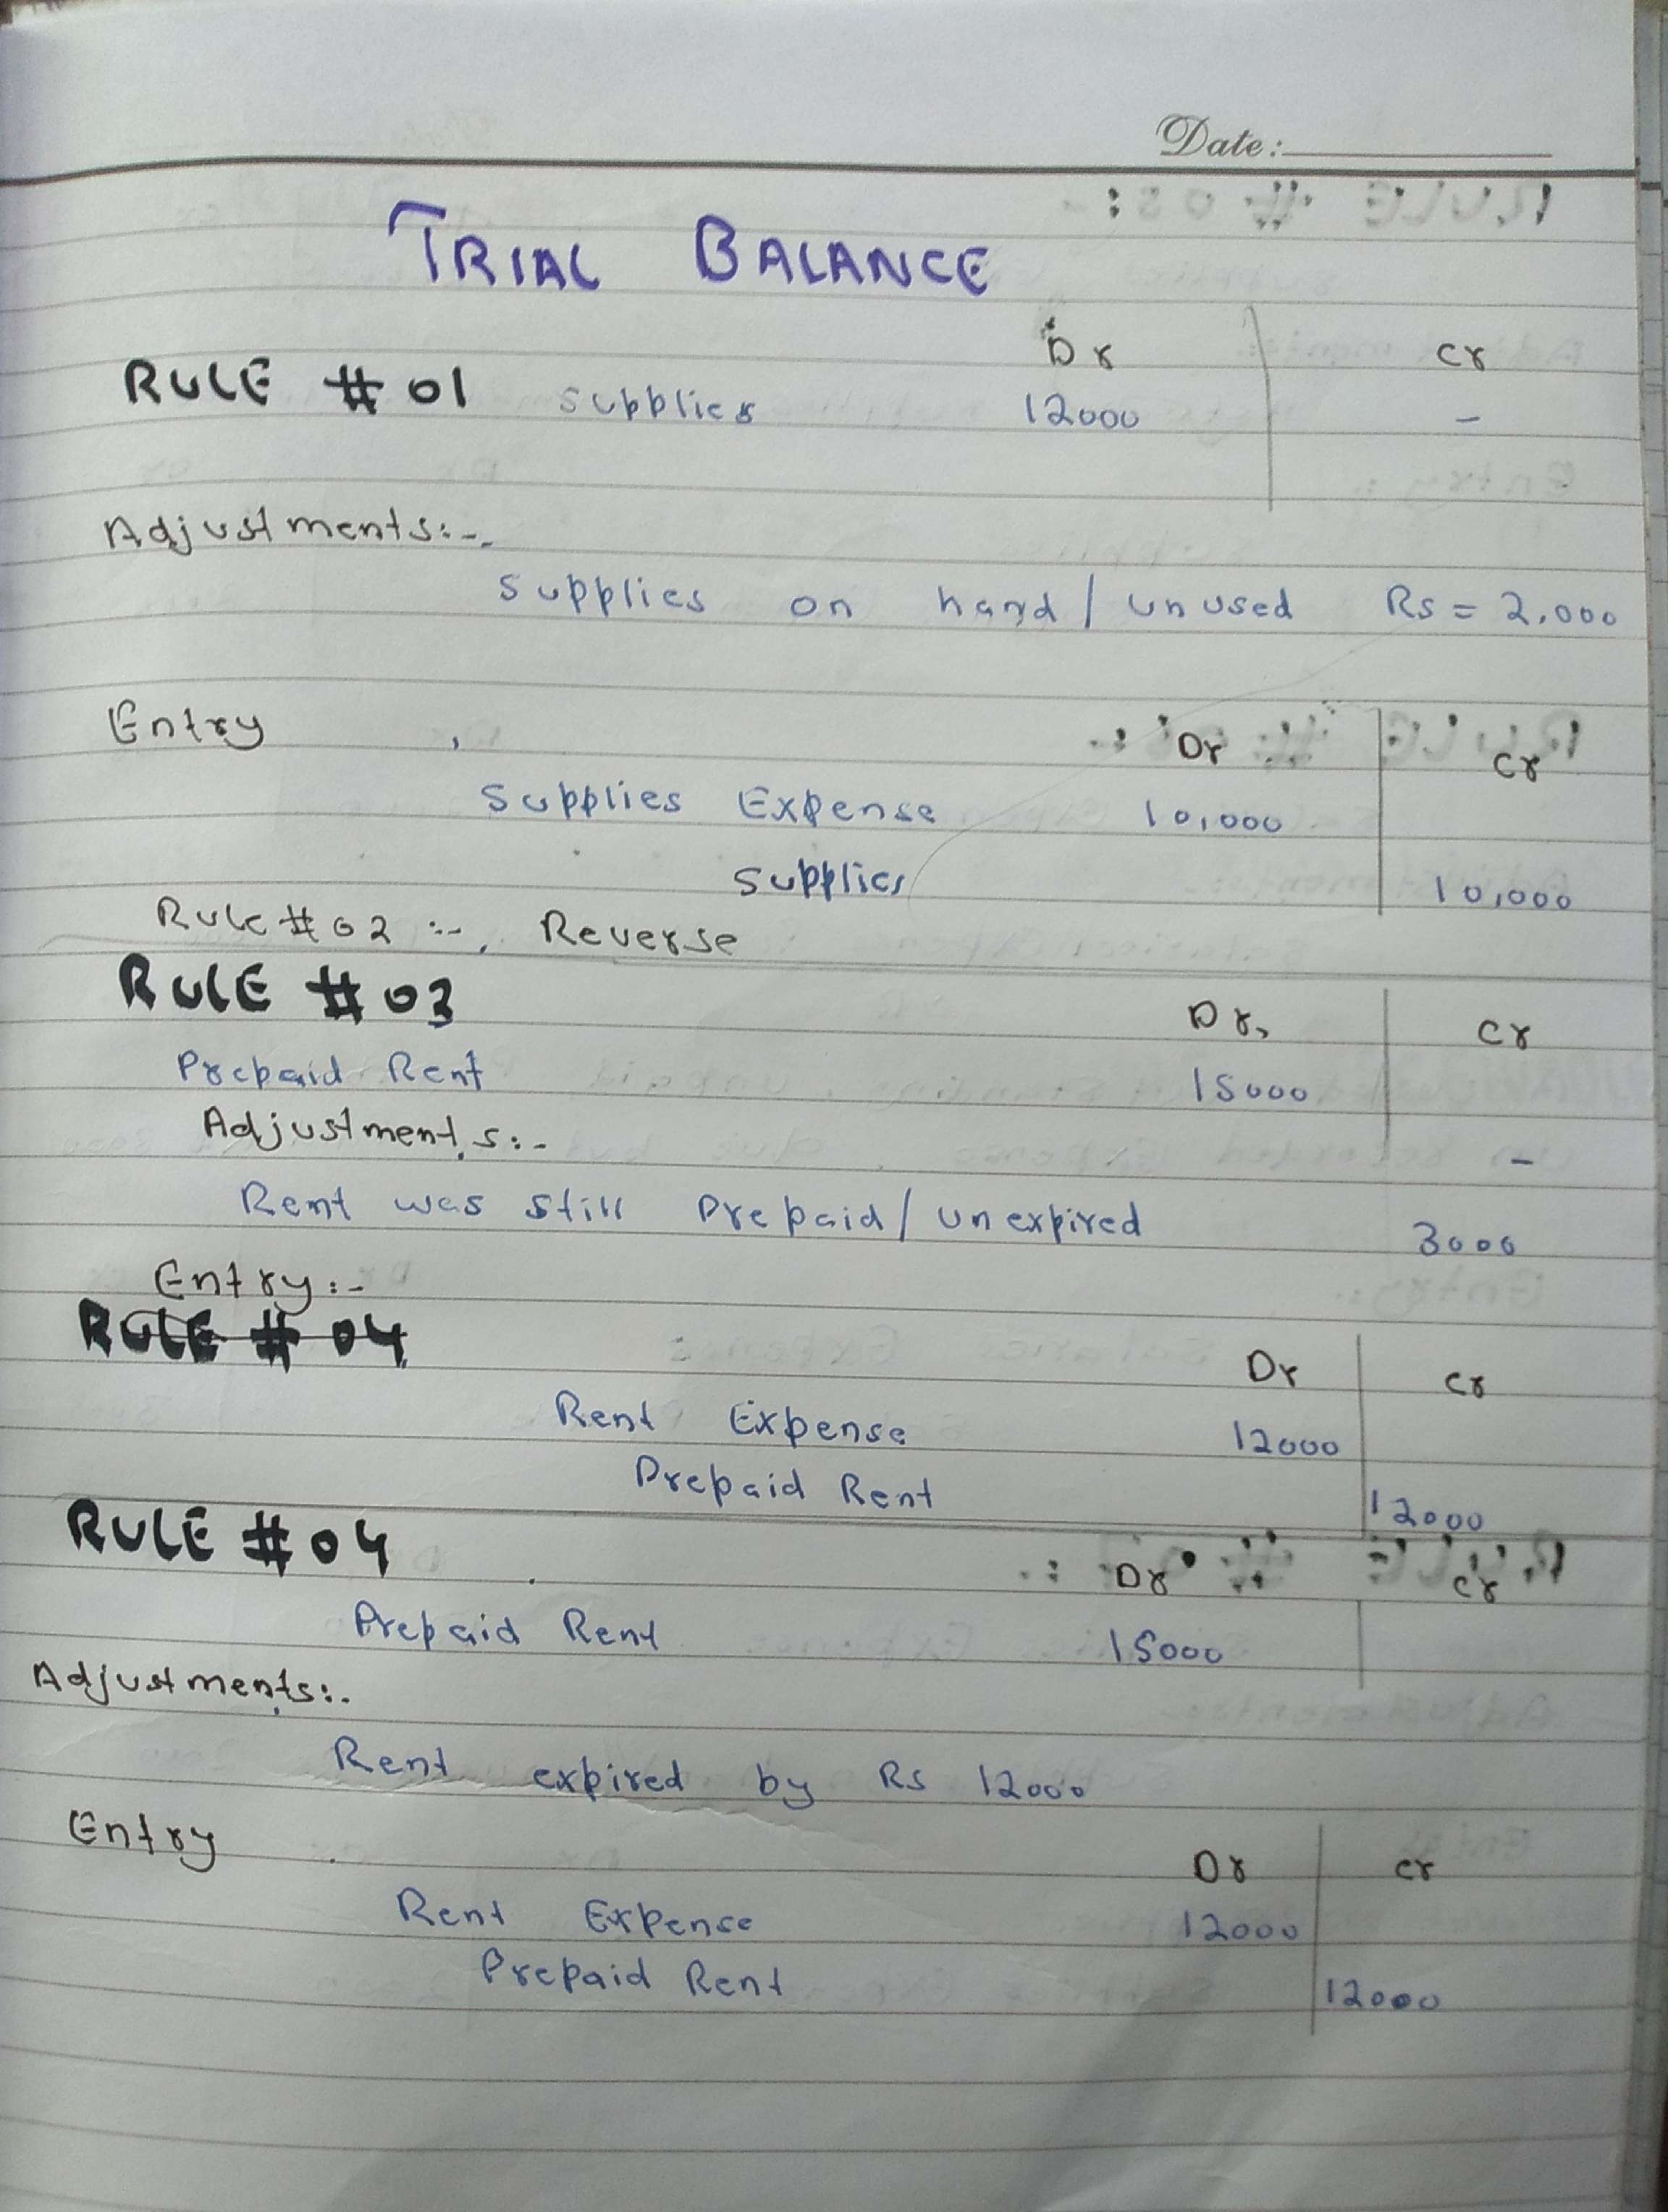 Date:
TRIAL BALANCE
Dr Cr
RULE # 01 Supplies 12000 -
Adjustments:-
Supplies on hand / unused Rs = 2,000
Entry Dr Cr
Supplies Expense 10,000
Supplies 10,000
Rule # 02 :- Reverse
RULE # 03 Dr. Cr
Prepaid Rent 15000
Adjustments:- -
Rent was still Prepaid / unexpired 3000
Entry:-
RULE # 04
Dr Cr
Rent Expense 12000
Prepaid Rent 12000
RULE # 04 Dr Cr
Prepaid Rent 15000
Adjustments:-
Rent expired by Rs 12000
Entry Dr Cr
Rent Expense 12000
Prepaid Rent 12000